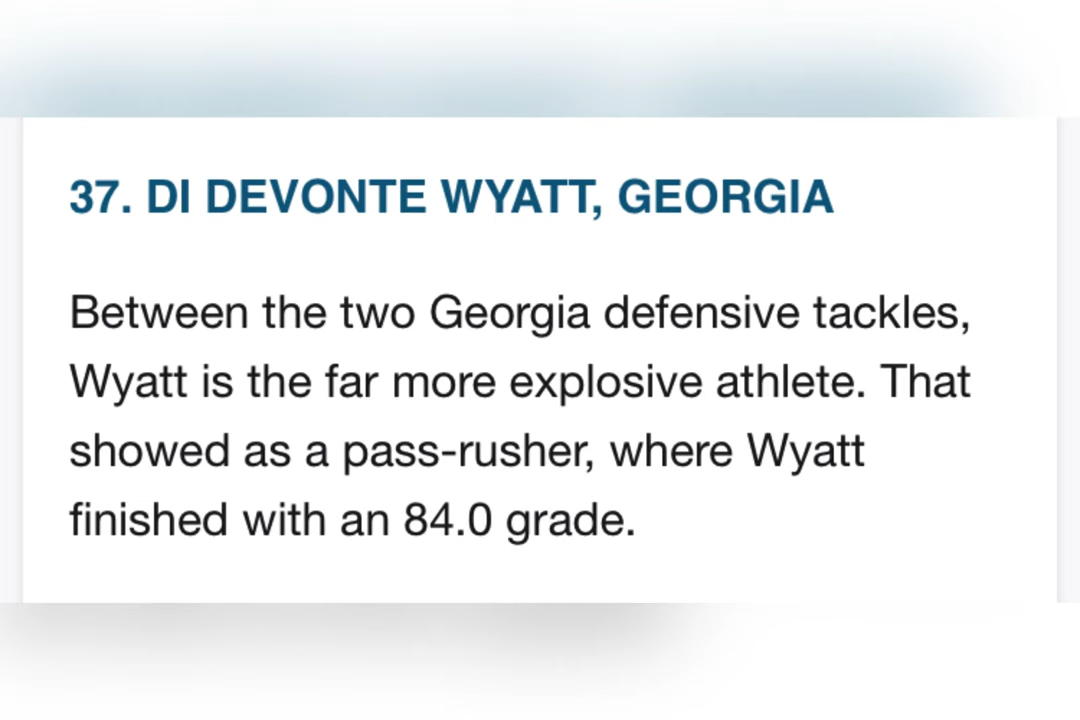 37. DI DEVONTE WYATT, GEORGIA
Between the two Georgia defensive tackles,
Wyatt is the far more explosive athlete. That
showed as a pass-rusher, where Wyatt
finished with an 84.0 grade.